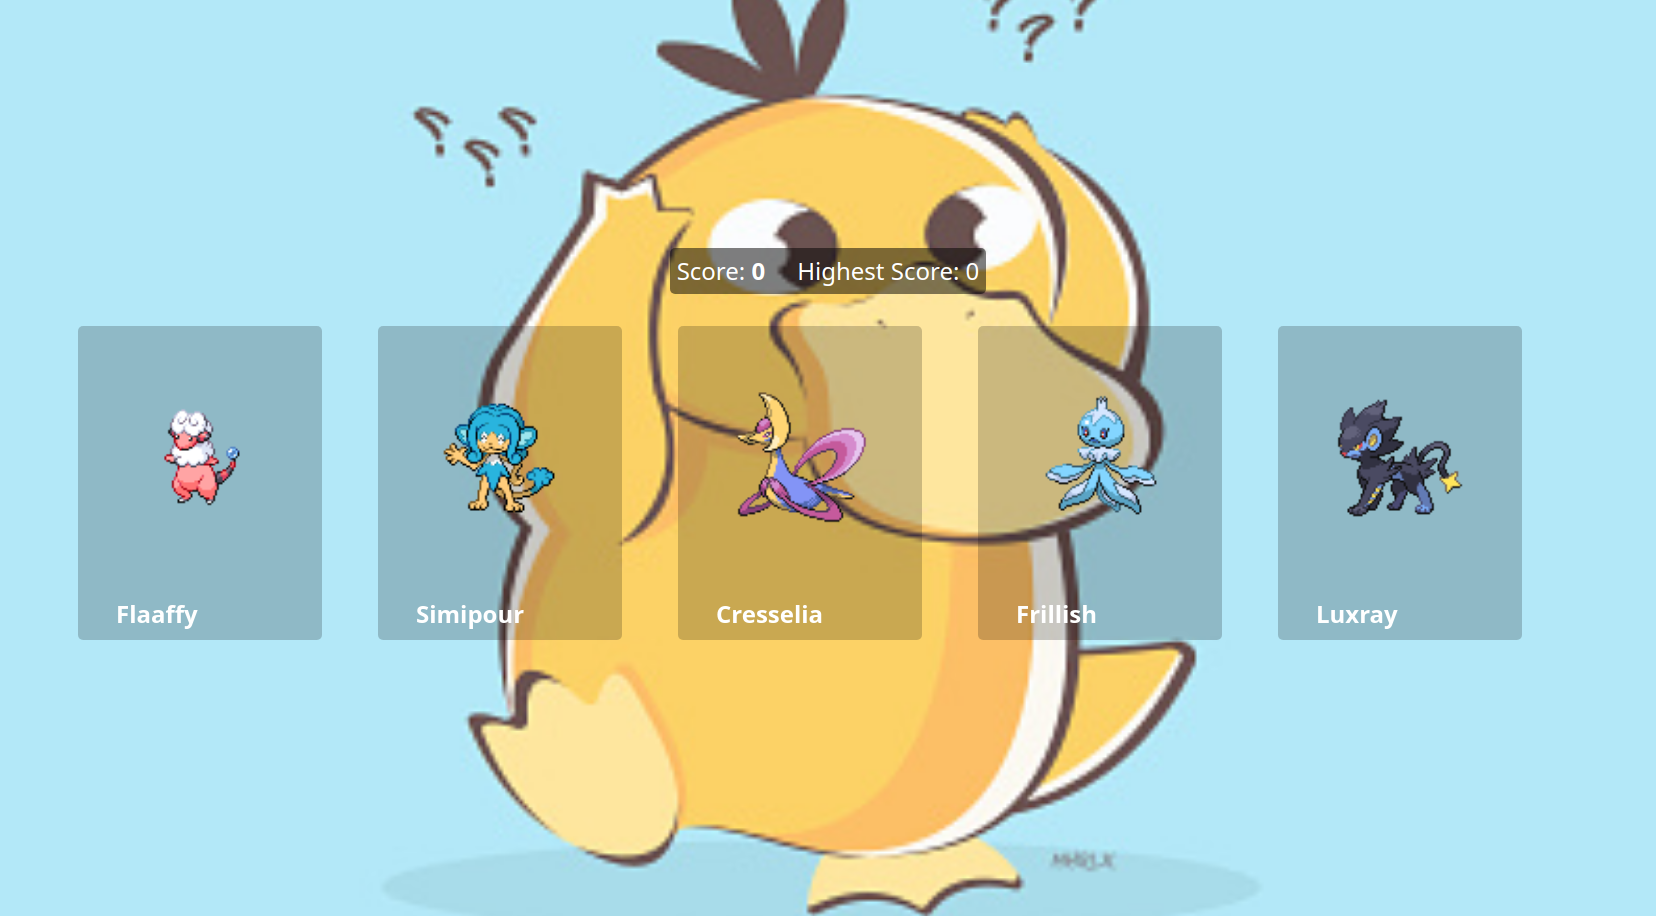 ? ? ?
? ? ?
Score: 0 Highest Score: 0
Flaaffy
Simipour
Cresselia
Frillish
Luxray